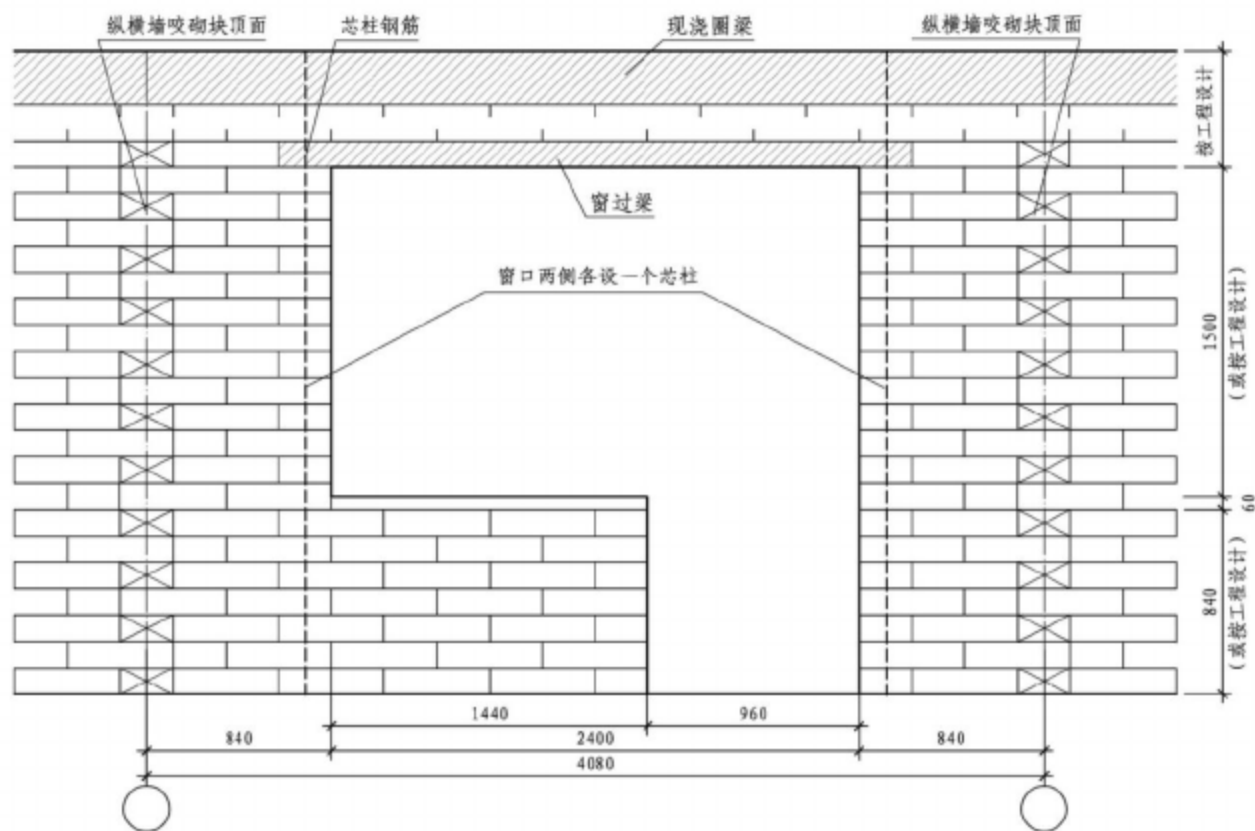 纵横墙咬砌块顶面
芯柱钢筋
现浇圈梁
纵横墙咬砌块顶面
按工程设计
窗过梁
窗口两侧各设一个芯柱
1500
(或按工程设计)
60
840
(或按工程设计)
1440
960
840
2400
840
4080